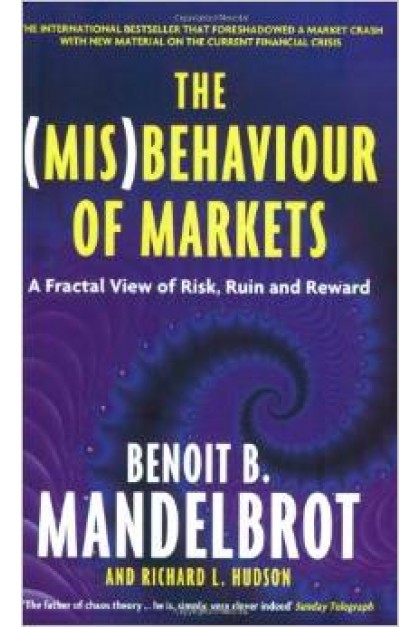 THE INTERNATIONAL BESTSELLER THAT FORESHADOWED A MARKET CRASH
WITH NEW MATERIAL ON THE CURRENT FINANCIAL CRISIS
THE
(MIS)BEHAVIOUR
OF MARKETS
A Fractal View of Risk, Ruin and Reward
BENOIT B.
MANDELBROT
AND RICHARD L. HUDSON
'The father of chaos theory ... he is, simply, very clever indeed' Sunday Telegraph